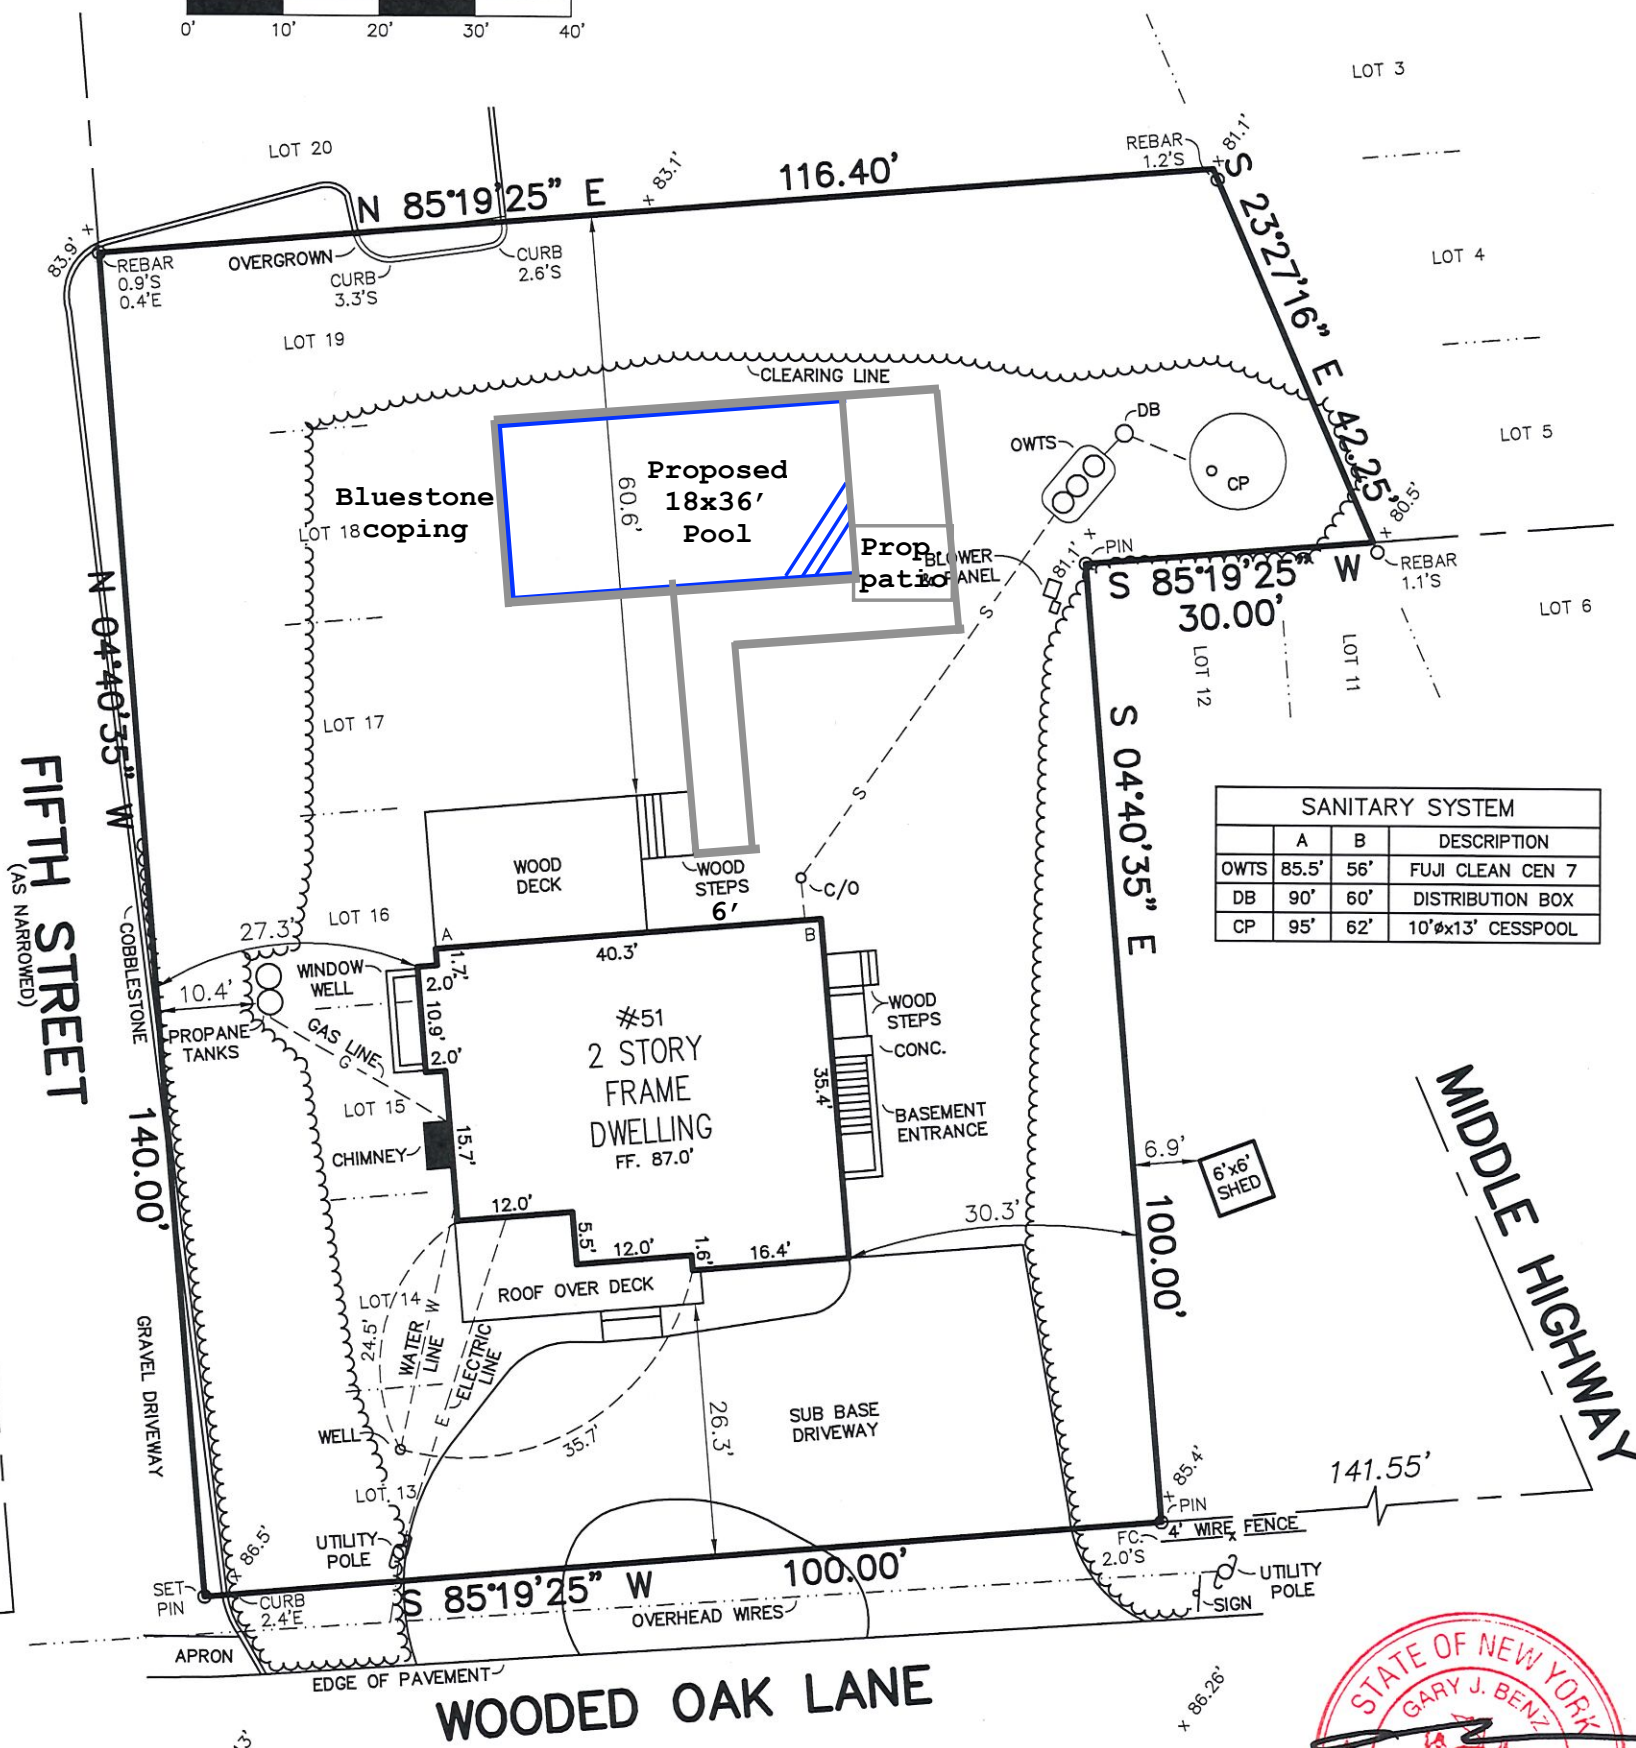 0' 10' 20' 30' 40'
LOT 3
LOT 20
REBAR
1.2'S
81.1'
83.1'
116.40'
N 85°19'25" E
S 23°27'16" E 42.25'
83.9'
REBAR
0.9'S
0.4'E
OVERGROWN
CURB
3.3'S
CURB
2.6'S
LOT 4
LOT 19
CLEARING LINE
DB
OWTS
CP
LOT 5
Proposed
18x36'
Pool
60.6'
Bluestone
coping
LOT 18
80.5'
Prop.
patio
BLOWER
& PANEL
81.1'
PIN
S 85°19'25" W
30.00'
REBAR
1.1'S
LOT 6
LOT 12
LOT 11
N 04°40'35" W
140.00'
S
S
LOT 17
S 04°40'35" E
100.00'
FIFTH STREET
(AS NARROWED)
SANITARY SYSTEM
A B DESCRIPTION
OWTS 85.5' 56' FUJI CLEAN CEN 7
DB 90' 60' DISTRIBUTION BOX
CP 95' 62' 10'øx13' CESSPOOL
WOOD
DECK
WOOD
STEPS
6'
C/O
LOT 16
27.3'
COBBLESTONE
A
B
40.3'
1.7'
2.0'
10.9'
2.0'
WINDOW
WELL
10.4'
PROPANE
TANKS
GAS LINE
G
WOOD
STEPS
CONC.
#51
2 STORY
FRAME
DWELLING
FF. 87.0'
35.4'
BASEMENT
ENTRANCE
LOT 15
CHIMNEY
15.7'
MIDDLE HIGHWAY
6.9'
6'x6'
SHED
12.0'
5.5'
12.0'
1.6'
16.4'
30.3'
ROOF OVER DECK
LOT 14
24.5'
WATER
LINE
W
ELECTRIC
LINE
E
GRAVEL DRIVEWAY
26.3'
SUB BASE
DRIVEWAY
WELL
35.7'
LOT 13
141.55'
85.4'
PIN
4' WIRE FENCE
FC.
2.0'S
UTILITY
POLE
86.5'
SET
PIN
CURB
2.4'E
S 85°19'25" W
100.00'
OVERHEAD WIRES
UTILITY
POLE
SIGN
APRON
EDGE OF PAVEMENT
WOODED OAK LANE
86.26'
STATE OF NEW YORK
GARY J. BENZ